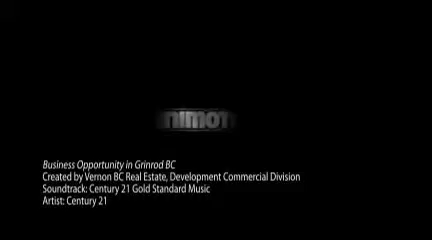 Business Opportunity in Grinrod BC
Created by Vernon BC Real Estate, Development Commercial Division
Soundtrack: Century 21 Gold Standard Music
Artist: Century 21